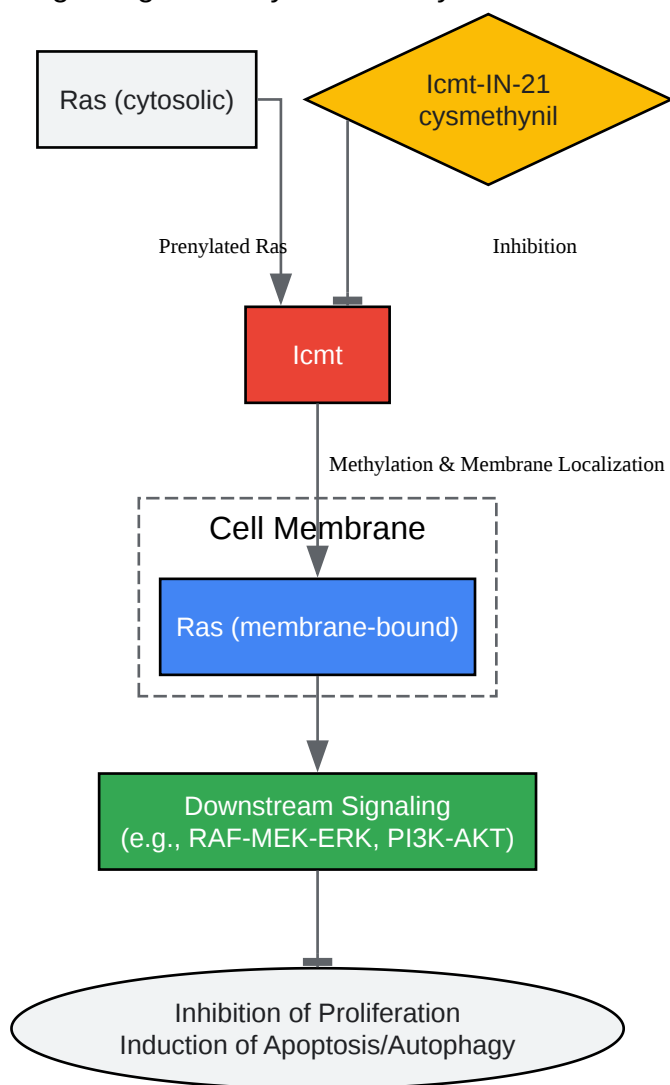 Ras (cytosolic)
Icmt-IN-21
cysmethynil
Prenylated Ras
Inhibition
Icmt
Methylation & Membrane Localization
Cell Membrane
Ras (membrane-bound)
Downstream Signaling
(e.g., RAF-MEK-ERK, PI3K-AKT)
Inhibition of Proliferation
Induction of Apoptosis/Autophagy